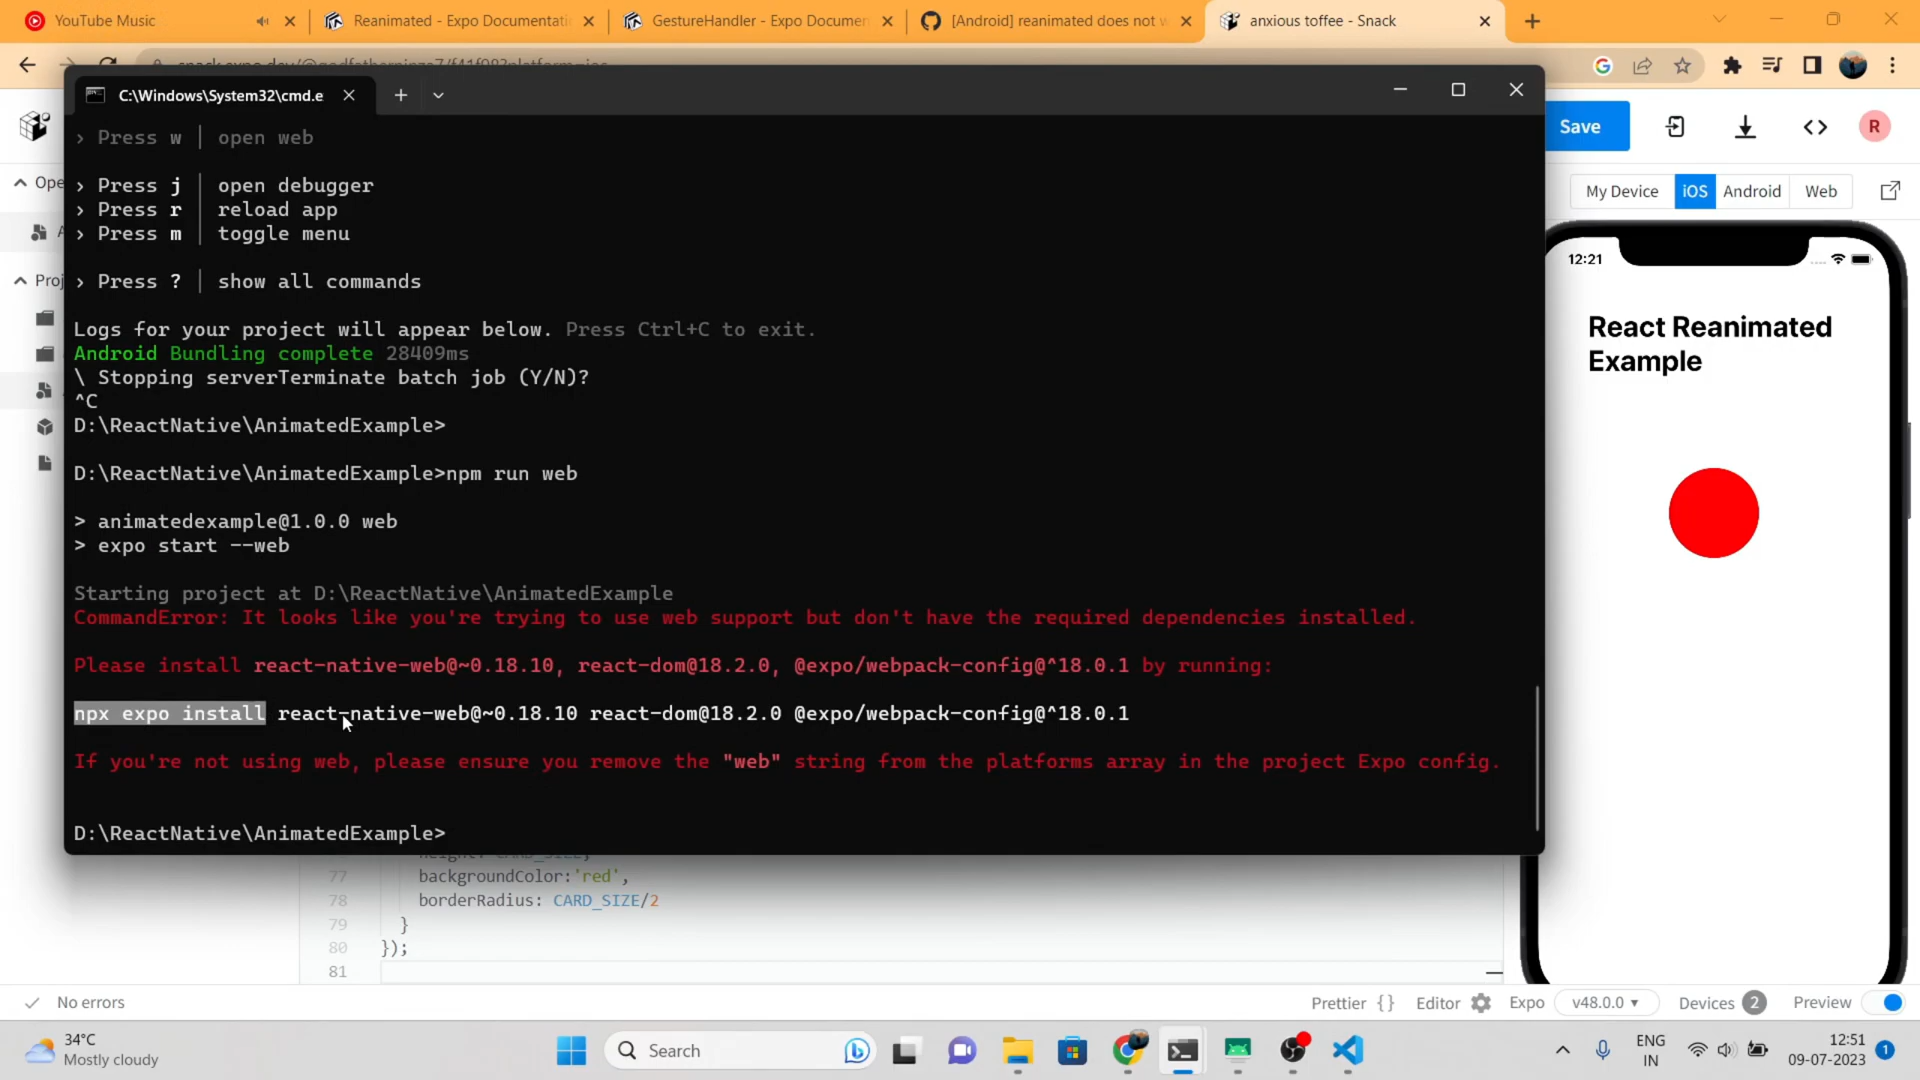 YouTube Music
Reanimated - Expo Documentati
GestureHandler - Expo Documen
[Android] reanimated does not w
anxious toffee - Snack
C:\Windows\System32\cmd.e
> Press w │ open web
> Press j │ open debugger
> Press r │ reload app
> Press m │ toggle menu
> Press ? │ show all commands
Logs for your project will appear below. Press Ctrl+C to exit.
Android Bundling complete 28409ms
\ Stopping serverTerminate batch job (Y/N)?
^C
D:\ReactNative\AnimatedExample>
D:\ReactNative\AnimatedExample>npm run web
> animatedexample@1.0.0 web
> expo start --web
Starting project at D:\ReactNative\AnimatedExample
CommandError: It looks like you're trying to use web support but don't have the required dependencies installed.
Please install react-native-web@~0.18.10, react-dom@18.2.0, @expo/webpack-config@^18.0.1 by running:
npx expo install react-native-web@~0.18.10 react-dom@18.2.0 @expo/webpack-config@^18.0.1
If you're not using web, please ensure you remove the "web" string from the platforms array in the project Expo config.
D:\ReactNative\AnimatedExample>
Ope
Proj
Save
R
My Device
iOS
Android
Web
12:21
React Reanimated
Example
77 backgroundColor:'red',
78 borderRadius: CARD_SIZE/2
79 }
80 });
81
No errors
Prettier { }
Editor
Expo
v48.0.0
Devices 2
Preview
34°C
Mostly cloudy
Search
ENG
IN
12:51
09-07-2023
1